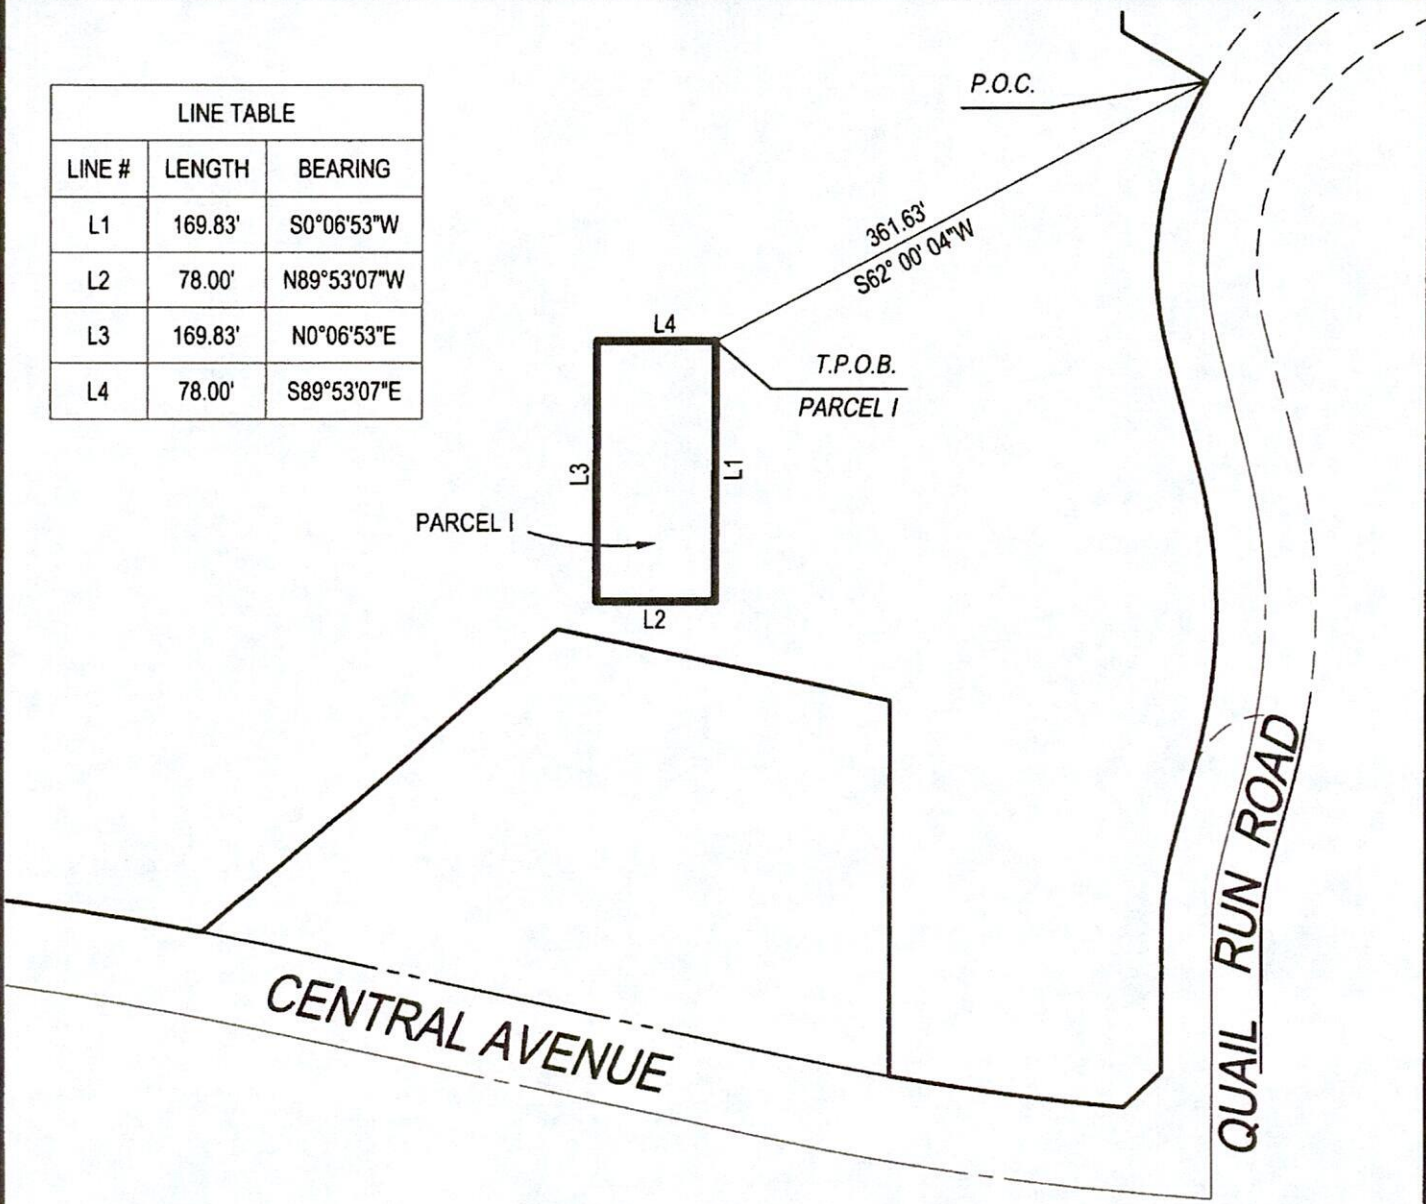 LINE TABLE
LINE # LENGTH BEARING
L1 169.83' S0°06'53"W
L2 78.00' N89°53'07"W
L3 169.83' N0°06'53"E
L4 78.00' S89°53'07"E
P.O.C.
361.63'
S62° 00' 04"W
L4
T.P.O.B.
PARCEL I
L3
L1
PARCEL I
L2
CENTRAL AVENUE
QUAIL RUN ROAD